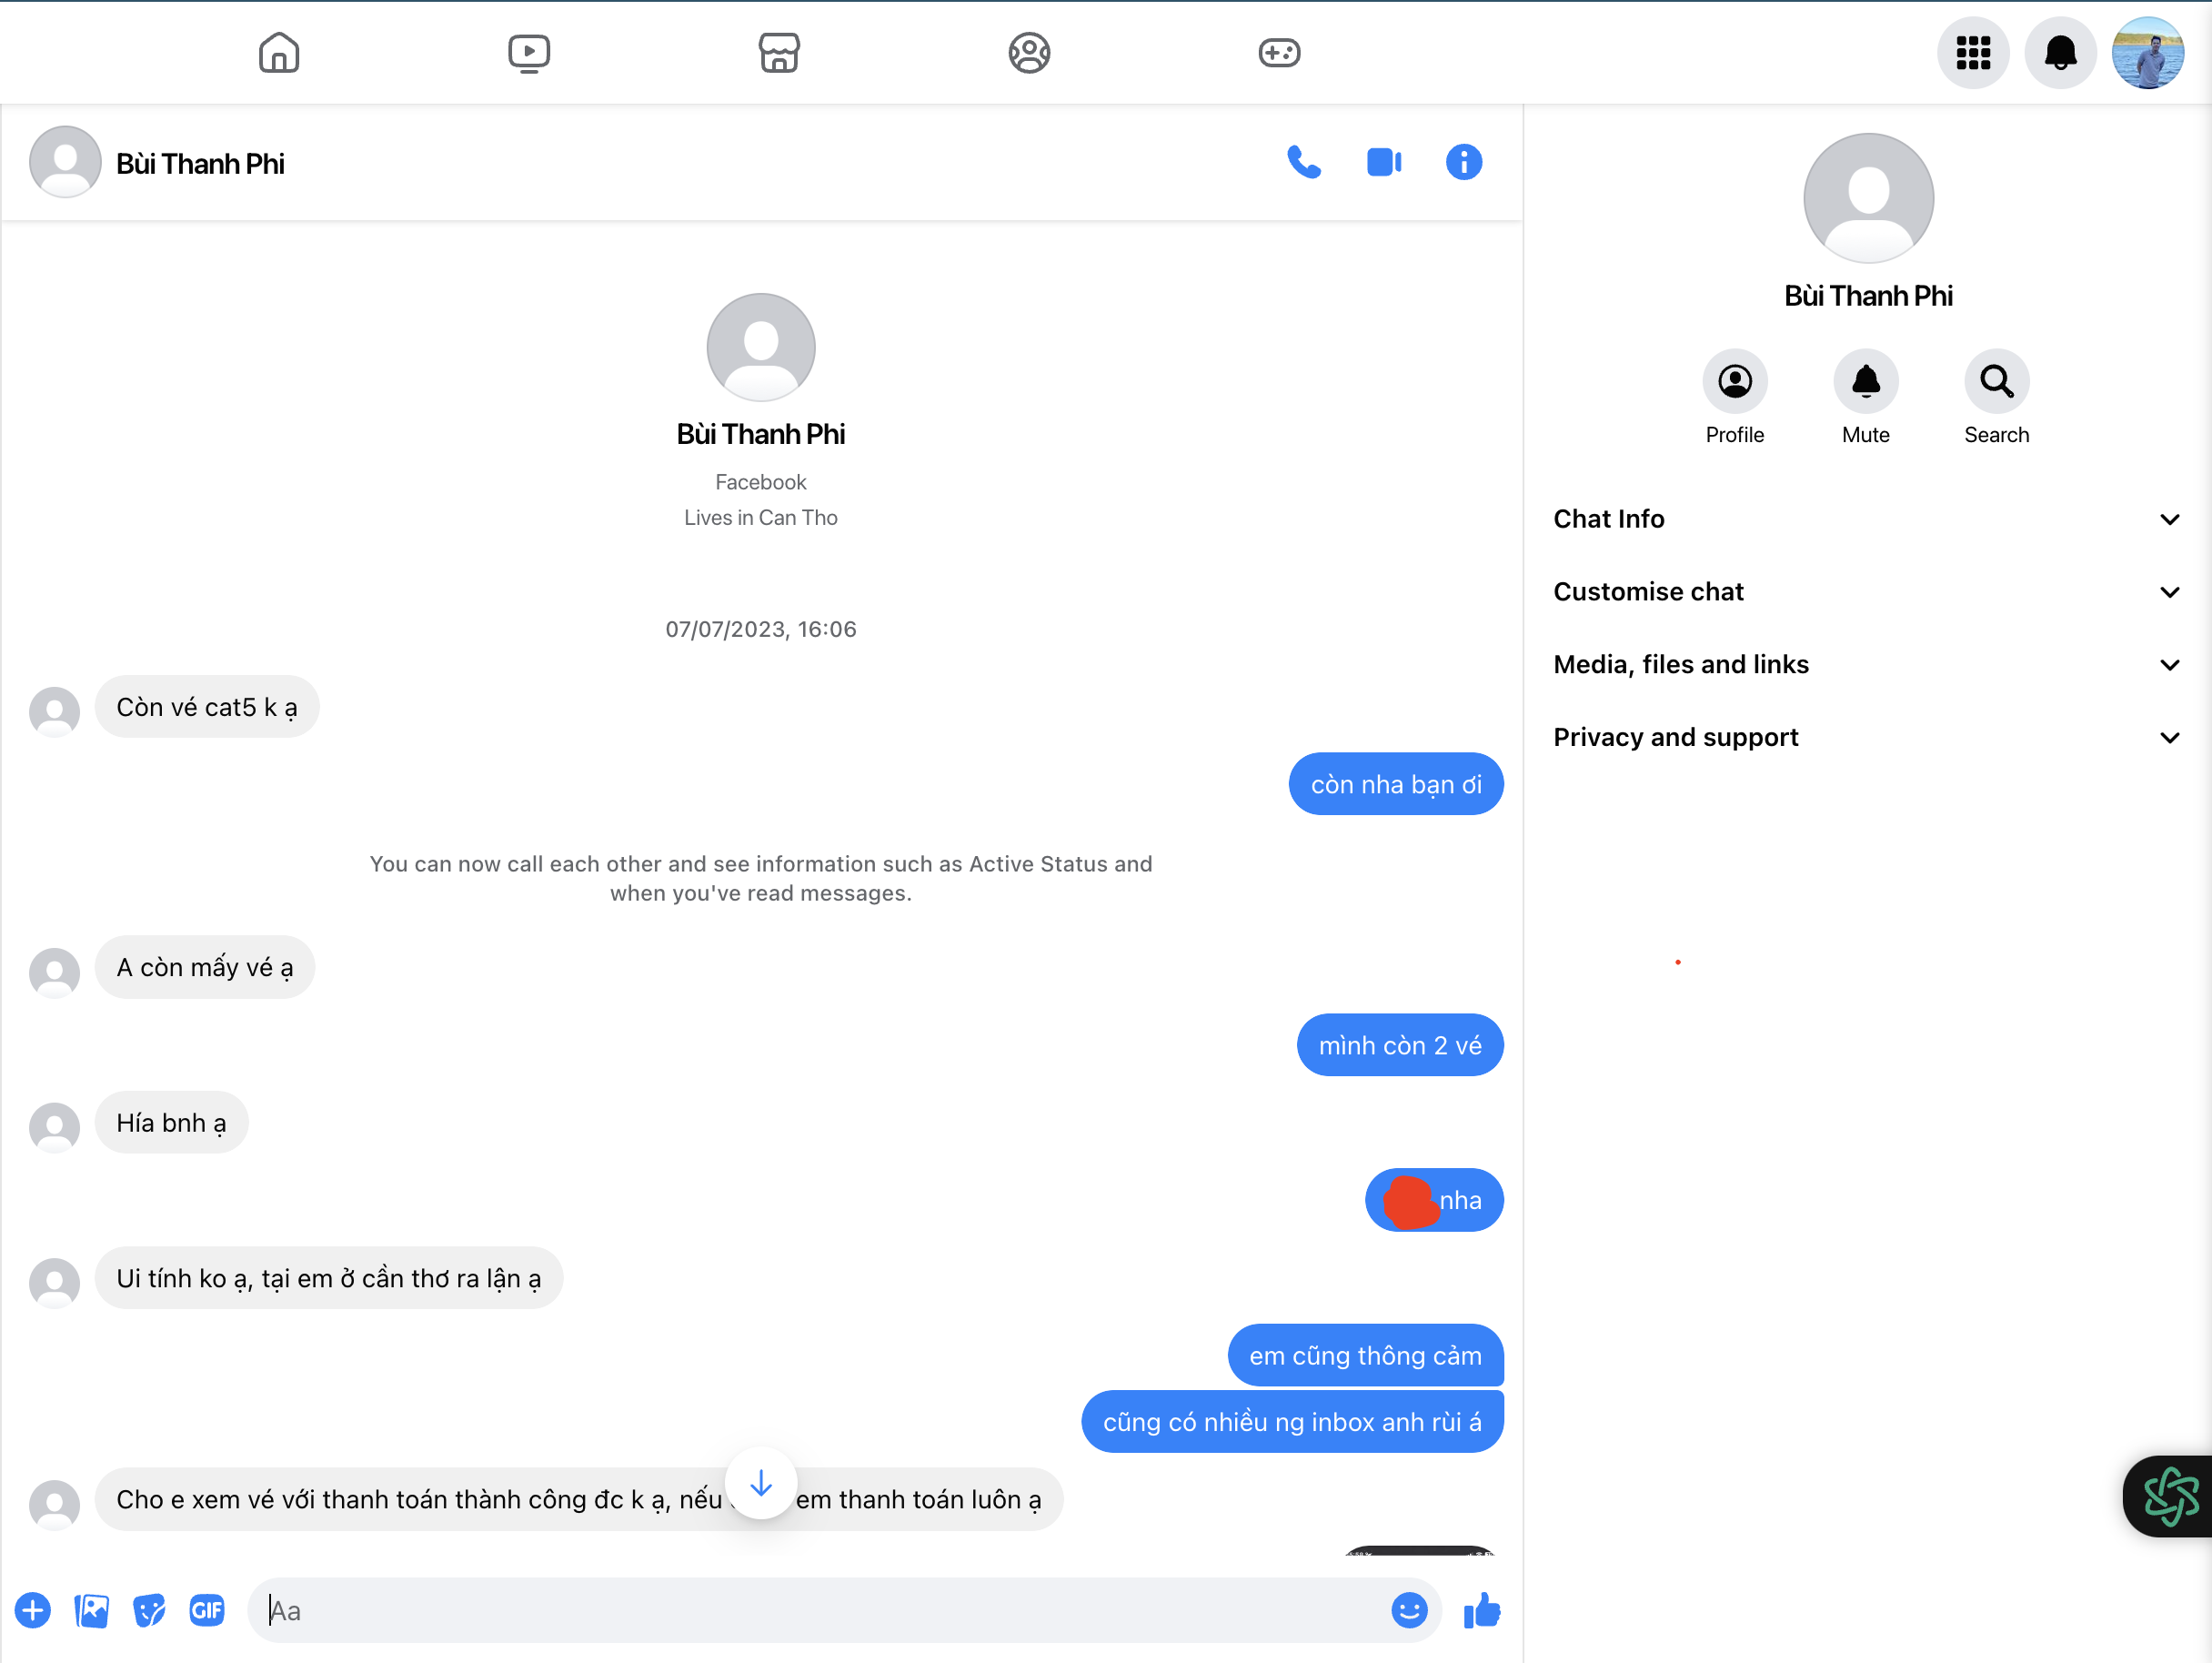 Bùi Thanh Phi
Bùi Thanh Phi
Facebook
Lives in Can Tho
07/07/2023, 16:06
Còn vé cat5 k ạ
còn nha bạn ơi
You can now call each other and see information such as Active Status and
when you've read messages.
A còn mấy vé ạ
mình còn 2 vé
Hía bnh ạ
nha
Ui tính ko ạ, tại em ở cần thơ ra lận ạ
em cũng thông cảm
cũng có nhiều ng inbox anh rùi á
Cho e xem vé với thanh toán thành công đc k ạ, nếu em thanh toán luôn ạ
GIF
Aa
Bùi Thanh Phi
Profile
Mute
Search
Chat Info
Customise chat
Media, files and links
Privacy and support